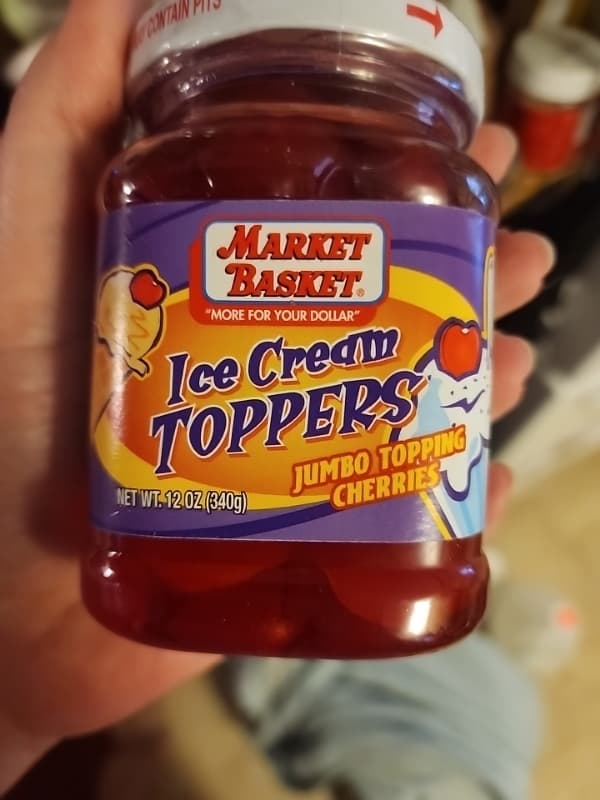 CONTAIN PITS
MARKET
BASKET®
"MORE FOR YOUR DOLLAR"
Ice Cream
TOPPERS
JUMBO TOPPING
CHERRIES
NET WT. 12 OZ (340g)